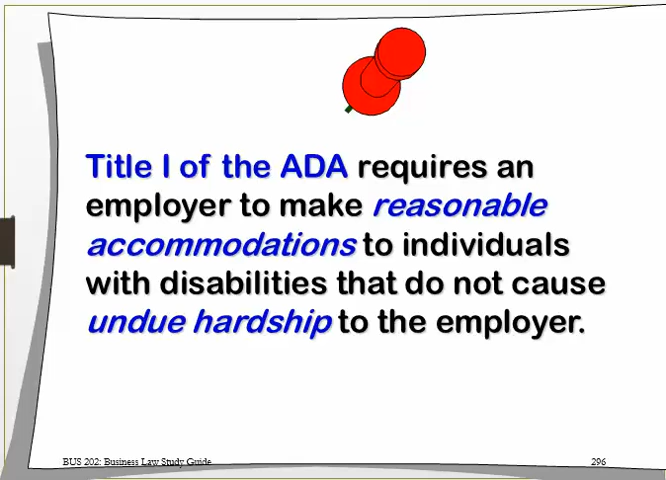 Title I of the ADA requires an
employer to make reasonable
accommodations to individuals
with disabilities that do not cause
undue hardship to the employer.
BUS 202: Business Law Study Guide
296